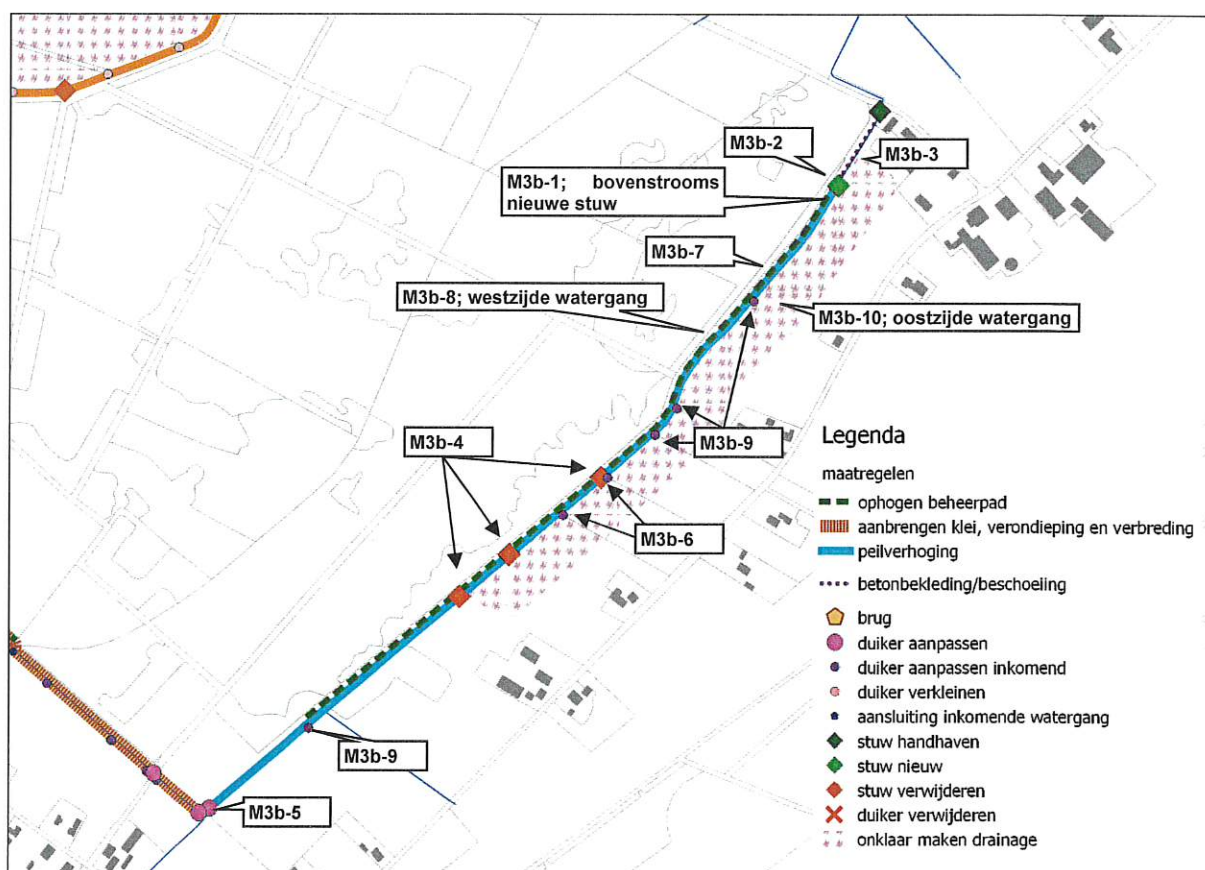 M3b-2
M3b-3
M3b-1; bovenstrooms
nieuwe stuw
M3b-7
M3b-8; westzijde watergang
M3b-10; oostzijde watergang
M3b-4
M3b-9
M3b-6
M3b-9
M3b-5
Legenda
maatregelen
ophogen beheerpad
aanbrengen klei, verondieping en verbreding
peilverhoging
betonbekleding/beschoeiing
brug
duiker aanpassen
duiker aanpassen inkomend
duiker verkleinen
aansluiting inkomende watergang
stuw handhaven
stuw nieuw
stuw verwijderen
duiker verwijderen
onklaar maken drainage